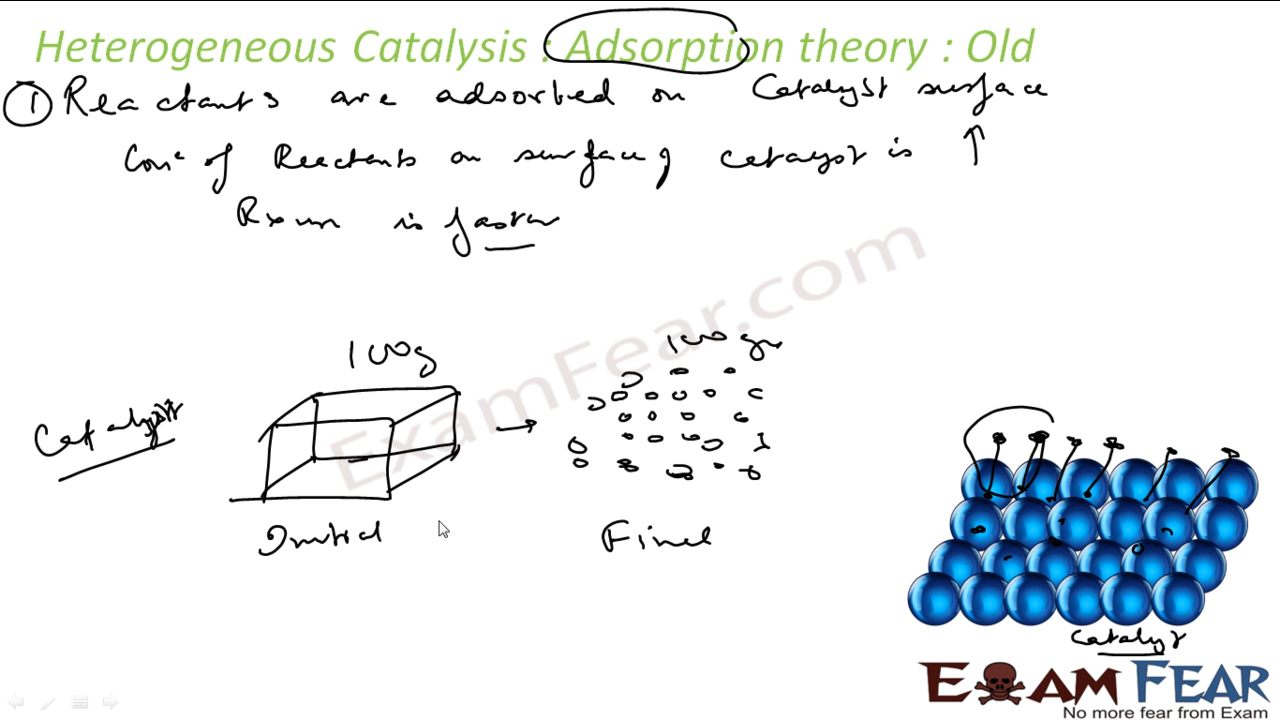 Heterogeneous Catalysis : Adsorption theory : Old
① Reactants are adsorbed on Catalyst surface
Conc of Reactants on surface of catalyst is ↑
Rxn is faster
100g
100 gm
Catalyst
→
Initial
Final
Catalyst
ExamFear.com
EXAM FEAR
No more fear from Exam